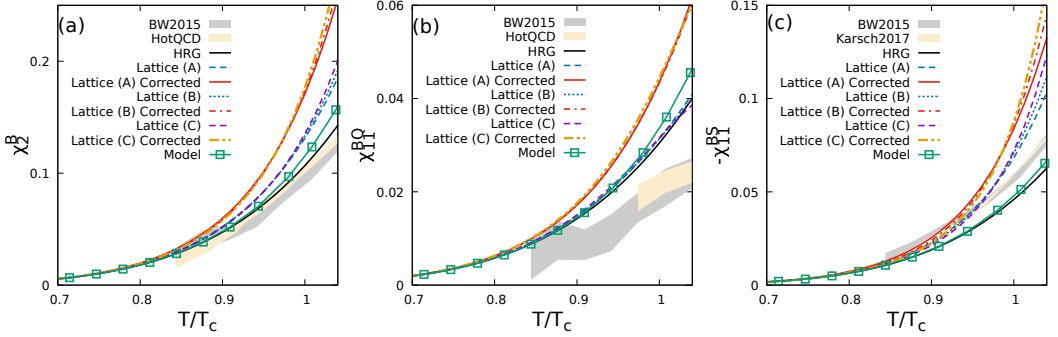 (a)
BW2015
HotQCD
HRG
Lattice (A)
Lattice (A) Corrected
Lattice (B)
Lattice (B) Corrected
Lattice (C)
Lattice (C) Corrected
Model
χ₂ᴮ
0.2
0.1
0
0.7 0.8 0.9 1
T/Tc
(b)
BW2015
HotQCD
HRG
Lattice (A)
Lattice (A) Corrected
Lattice (B)
Lattice (B) Corrected
Lattice (C)
Lattice (C) Corrected
Model
χ₁₁BQ
0.06
0.04
0.02
0
0.7 0.8 0.9 1
T/Tc
(c)
BW2015
Karsch2017
HRG
Lattice (A)
Lattice (A) Corrected
Lattice (B)
Lattice (B) Corrected
Lattice (C)
Lattice (C) Corrected
Model
-χ₁₁BS
-0.15
0.1
0.05
0
0.7 0.8 0.9 1
T/Tc